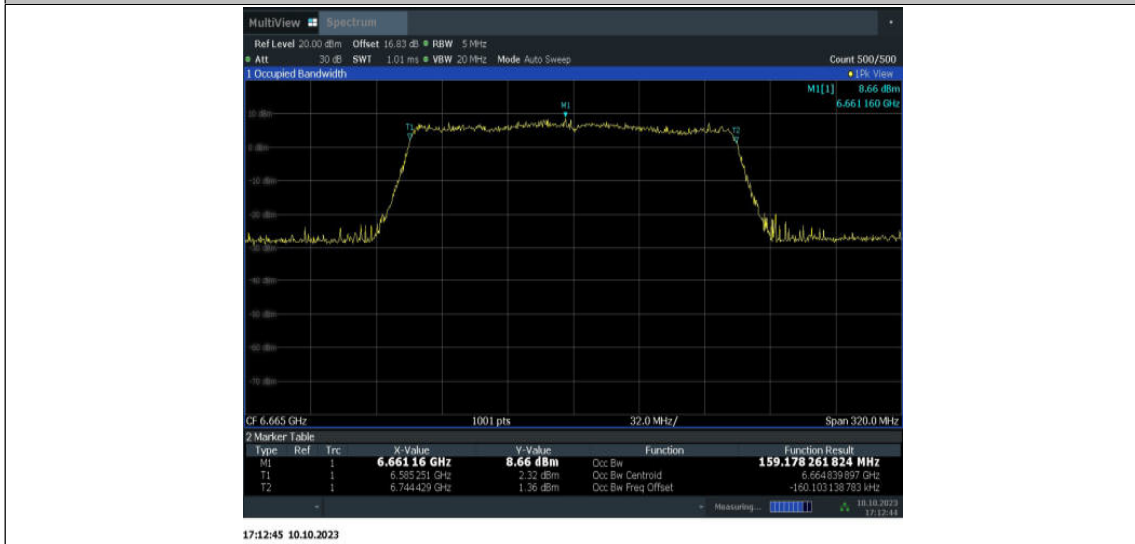 MultiView Spectrum
Ref Level 20.00 dBm Offset 16.83 dB RBW 5 MHz
Att 30 dB SWT 1.01 ms VBW 20 MHz Mode Auto Sweep Count 500/500
1 Occupied Bandwidth 1Pk View
M1[1] 8.66 dBm
6.661 160 GHz
M1
10 dBm
T1
T2
0 dBm
-10 dBm
-20 dBm
-30 dBm
-40 dBm
-50 dBm
-60 dBm
-70 dBm
CF 6.665 GHz 1001 pts 32.0 MHz/ Span 320.0 MHz
2 Marker Table
Type Ref Trc X-Value Y-Value Function Function Result
M1 1 6.661 16 GHz 8.66 dBm Occ Bw 159.178 261 824 MHz
T1 1 6.585 251 GHz 2.32 dBm Occ Bw Centroid 6.664 839 897 GHz
T2 1 6.744 429 GHz 1.36 dBm Occ Bw Freq Offset -160.103 138 783 kHz
Measuring... 10.10.2023
17:12:44
17:12:45 10.10.2023